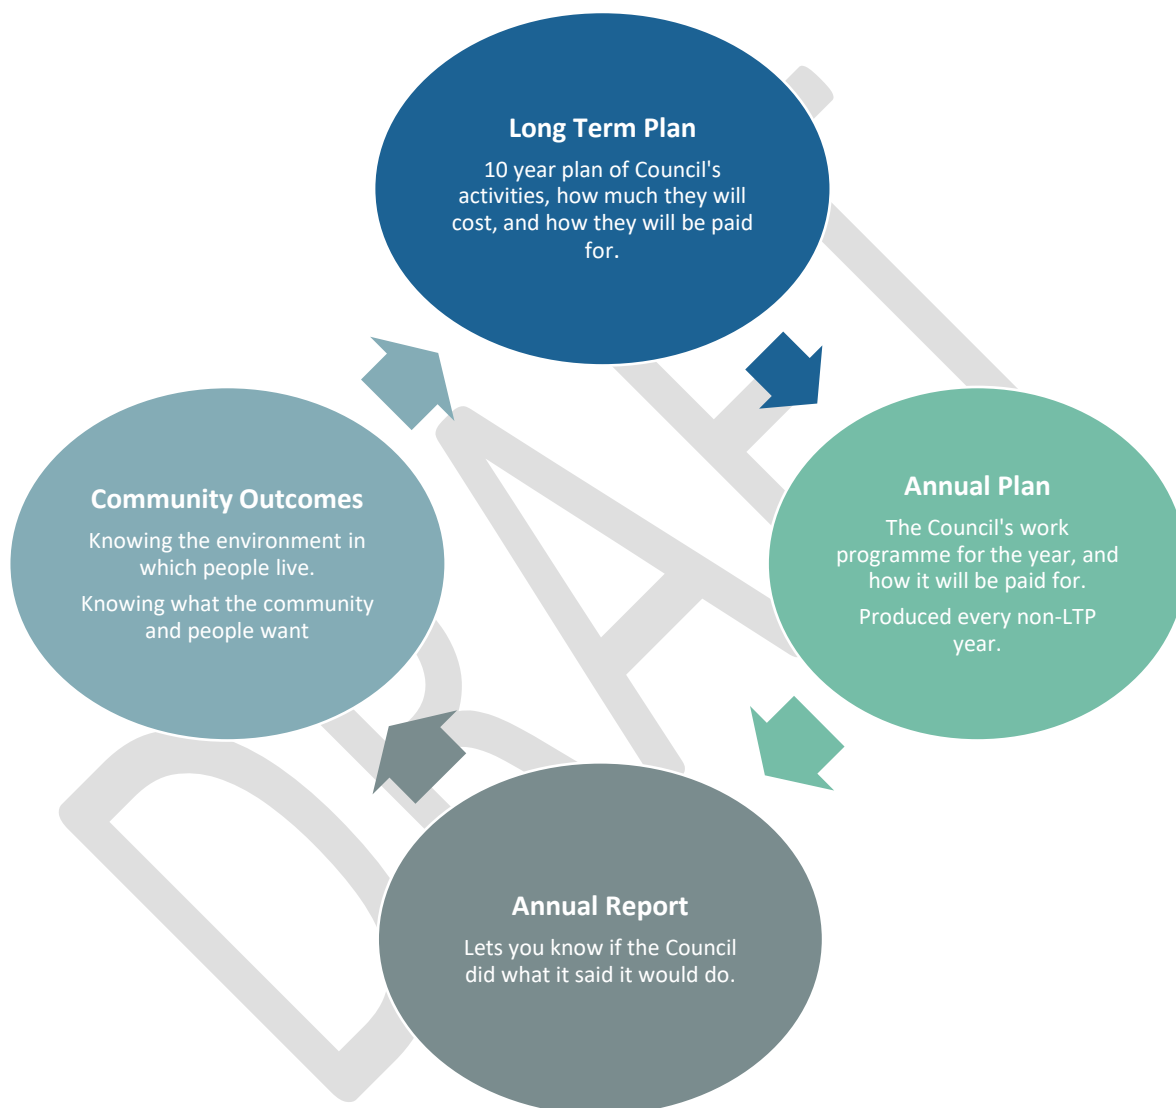 Long Term Plan
10 year plan of Council's
activities, how much they will
cost, and how they will be paid
for.
Community Outcomes
Knowing the environment in
which people live.
Knowing what the community
and people want
Annual Plan
The Council's work
programme for the year, and
how it will be paid for.
Produced every non-LTP
year.
Annual Report
Lets you know if the Council
did what it said it would do.
DRAFT